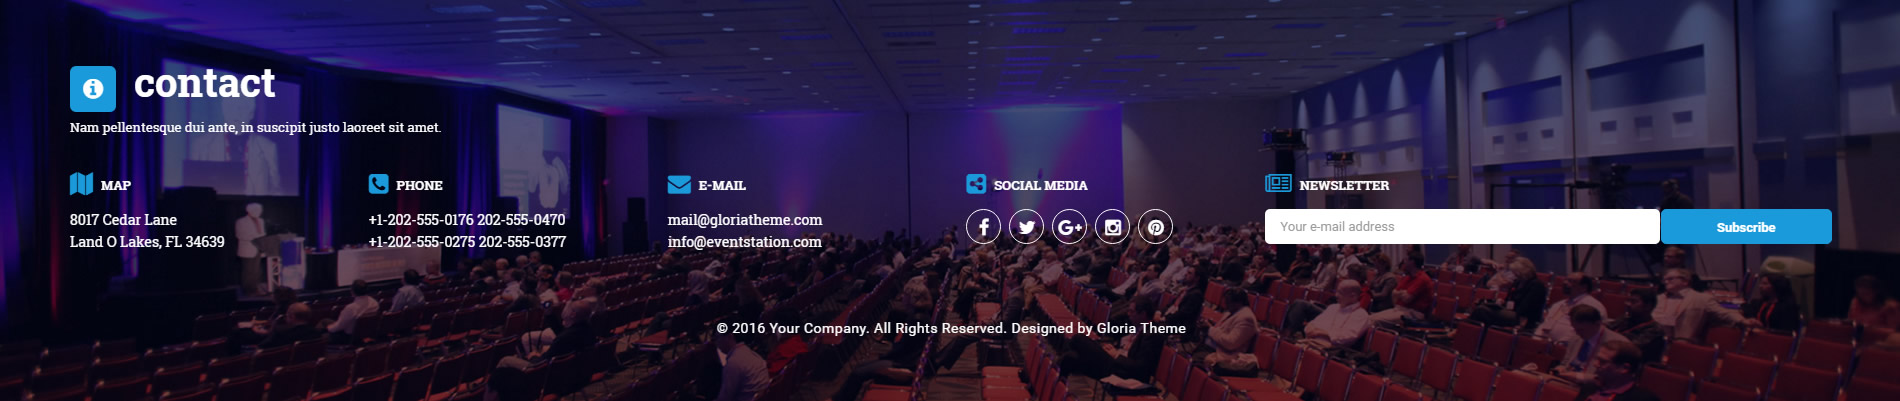 contact
Nam pellentesque dui ante, in suscipit justo laoreet sit amet.
MAP
8017 Cedar Lane
Land O Lakes, FL 34639
PHONE
+1-202-555-0176 202-555-0470
+1-202-555-0275 202-555-0377
E-MAIL
mail@gloriatheme.com
info@eventstation.com
SOCIAL MEDIA
NEWSLETTER
Your e-mail address
Subscribe
© 2016 Your Company. All Rights Reserved. Designed by Gloria Theme